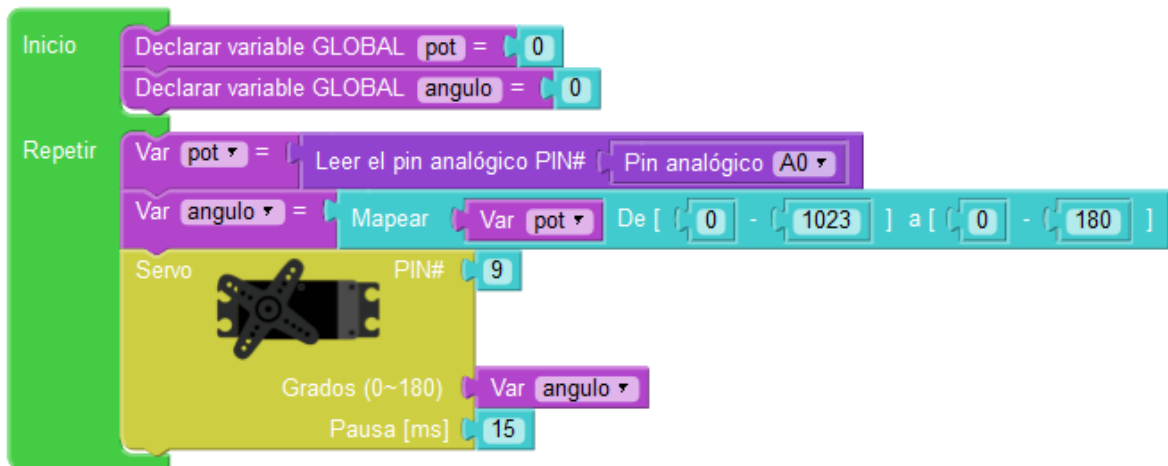 Inicio Declarar variable GLOBAL pot = 0
Declarar variable GLOBAL angulo = 0
Repetir Var pot = Leer el pin analógico PIN# Pin analógico A0
Var angulo = Mapear Var pot De [ 0 - 1023 ] a [ 0 - 180 ]
Servo PIN# 9
Grados (0~180) Var angulo
Pausa [ms] 15